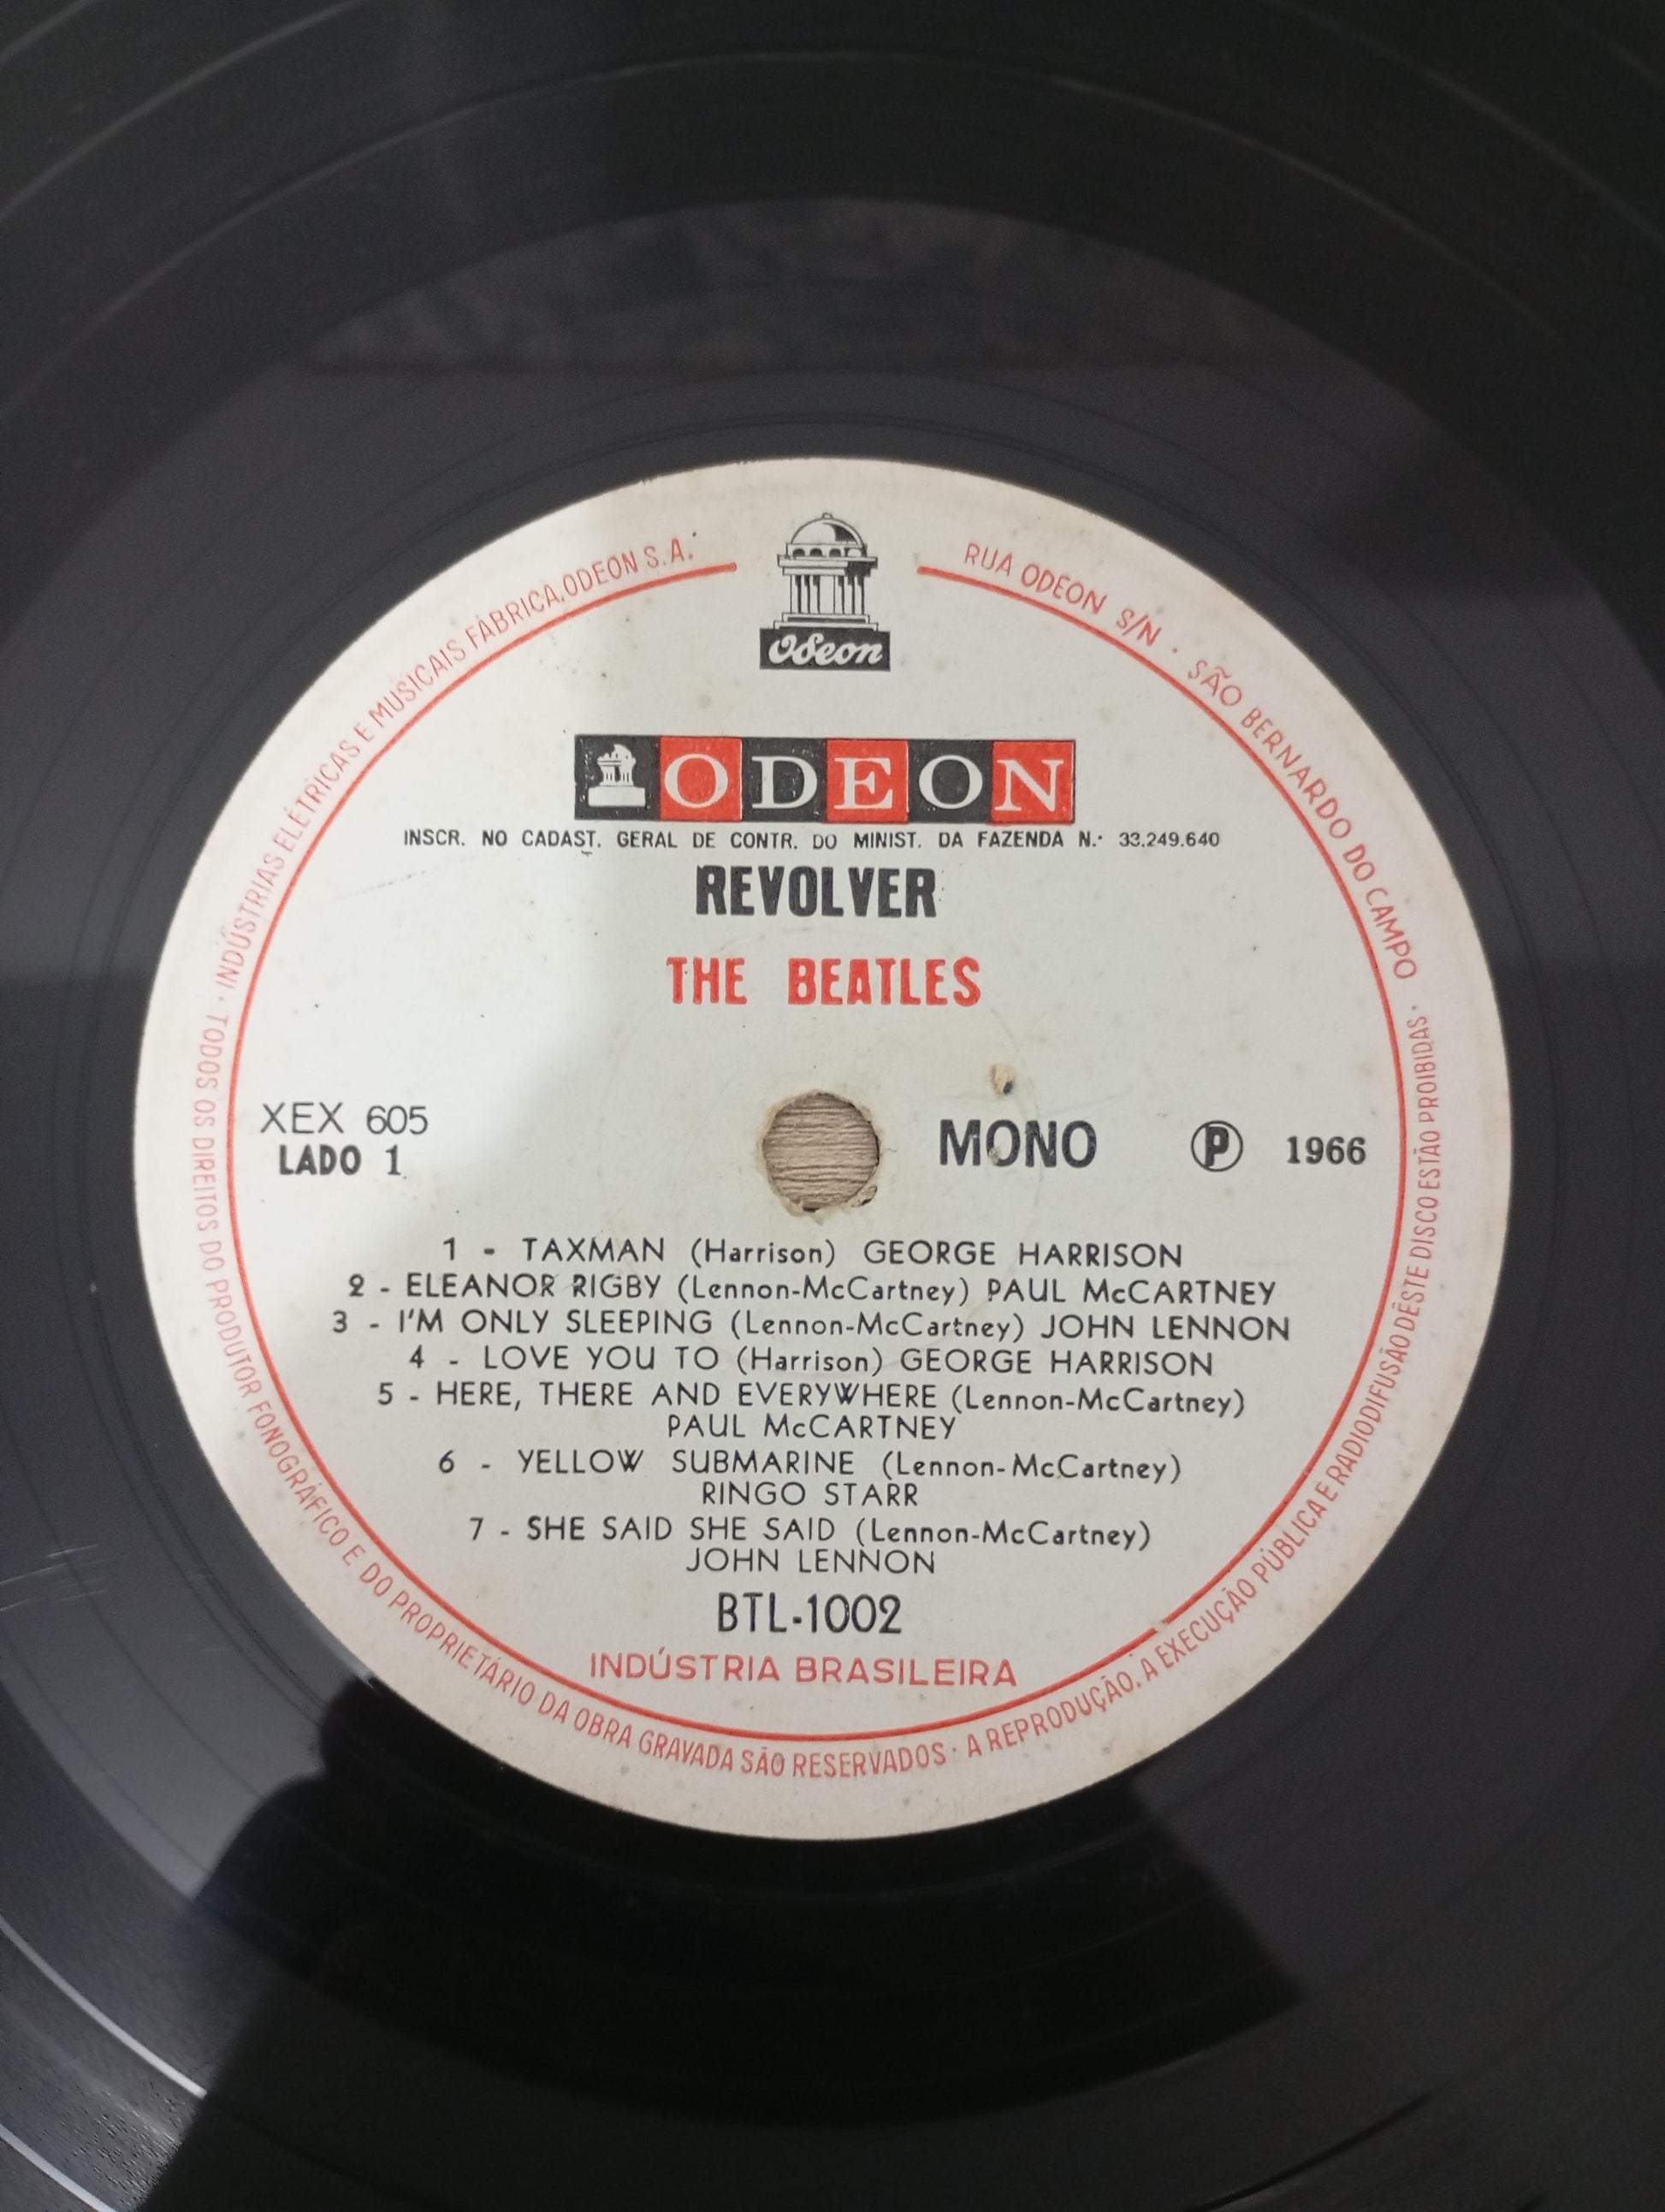 INDÚSTRIAS ELÉTRICAS E MUSICAIS FÁBRICA ODEON S.A. · RUA ODEON S/N · SÃO BERNARDO DO CAMPO ·
Odeon
ODEON
INSCR. NO CADAST. GERAL DE CONTR. DO MINIST. DA FAZENDA N.· 33.249.640
REVOLVER
THE BEATLES
XEX 605
LADO 1
MONO Ⓟ 1966
1 - TAXMAN (Harrison) GEORGE HARRISON
2 - ELEANOR RIGBY (Lennon-McCartney) PAUL McCARTNEY
3 - I'M ONLY SLEEPING (Lennon-McCartney) JOHN LENNON
4 - LOVE YOU TO (Harrison) GEORGE HARRISON
5 - HERE, THERE AND EVERYWHERE (Lennon-McCartney)
PAUL McCARTNEY
6 - YELLOW SUBMARINE (Lennon-McCartney)
RINGO STARR
7 - SHE SAID SHE SAID (Lennon-McCartney)
JOHN LENNON
BTL-1002
INDÚSTRIA BRASILEIRA
TODOS OS DIREITOS DO PRODUTOR FONOGRÁFICO E DO PROPRIETÁRIO DA OBRA GRAVADA SÃO RESERVADOS · A REPRODUÇÃO, A EXECUÇÃO PÚBLICA E RADIODIFUSÃO DÊSTE DISCO ESTÃO PROIBIDAS ·